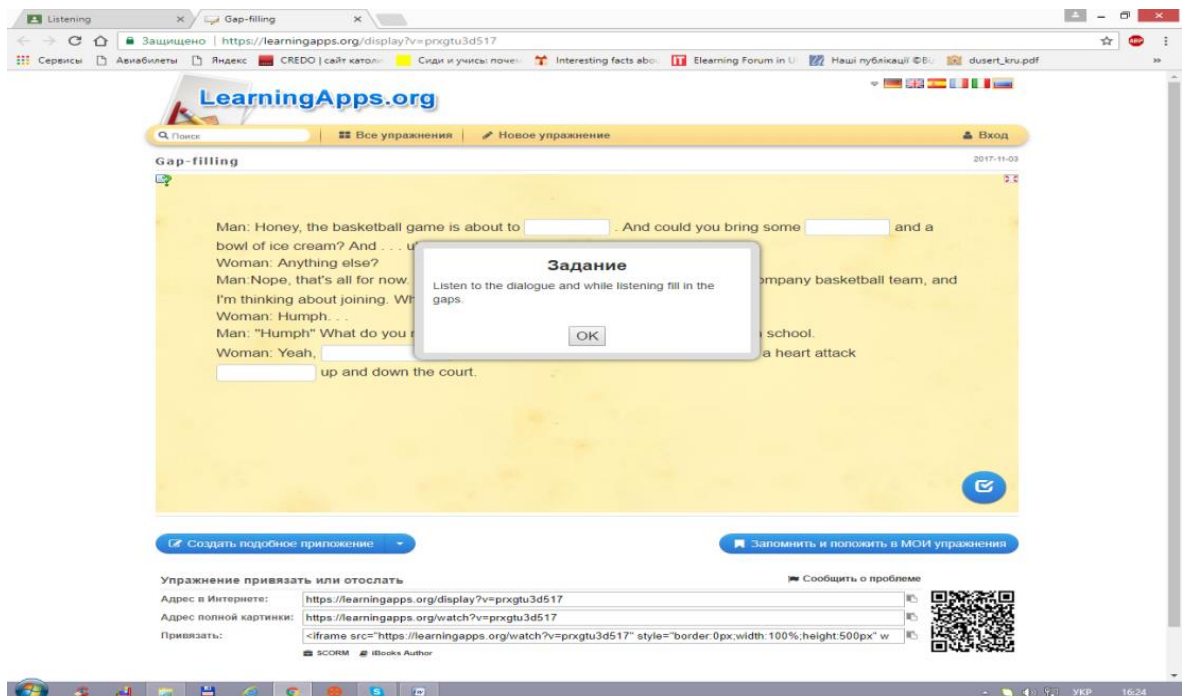 Listening
Gap-filling
Защищено | https://learningapps.org/display?v=prxgtu3d517
ABP
Сервисы Авиабилеты Яндекс CREDO | сайт католи Сиди и учись: почем Interesting facts abou Elearning Forum in U Наші публікації ©Ві dusert_kru.pdf
LearningApps.org
Поиск Все упражнения Новое упражнение Вход
Gap-filling 2017-11-03
Man: Honey, the basketball game is about to . And could you bring some and a
bowl of ice cream? And . . . u
Woman: Anything else?
Задание
Man:Nope, that's all for now. ompany basketball team, and
Listen to the dialogue and while listening fill in the
gaps.
I'm thinking about joining. Wh
Woman: Humph. . .
Man: "Humph" What do you school.
OK
Woman: Yeah, a heart attack
up and down the court.
Создать подобное приложение
Запомнить и положить в МОИ упражнения
Упражнение привязать или отослать Сообщить о проблеме
Адрес в Интернете: https://learningapps.org/display?v=prxgtu3d517
Адрес полной картинки: https://learningapps.org/watch?v=prxgtu3d517
Привязать: <iframe src="https://learningapps.org/watch?v=prxgtu3d517" style="border:0px;width:100%;height:500px" w
SCORM iBooks Author
УКР 16:24